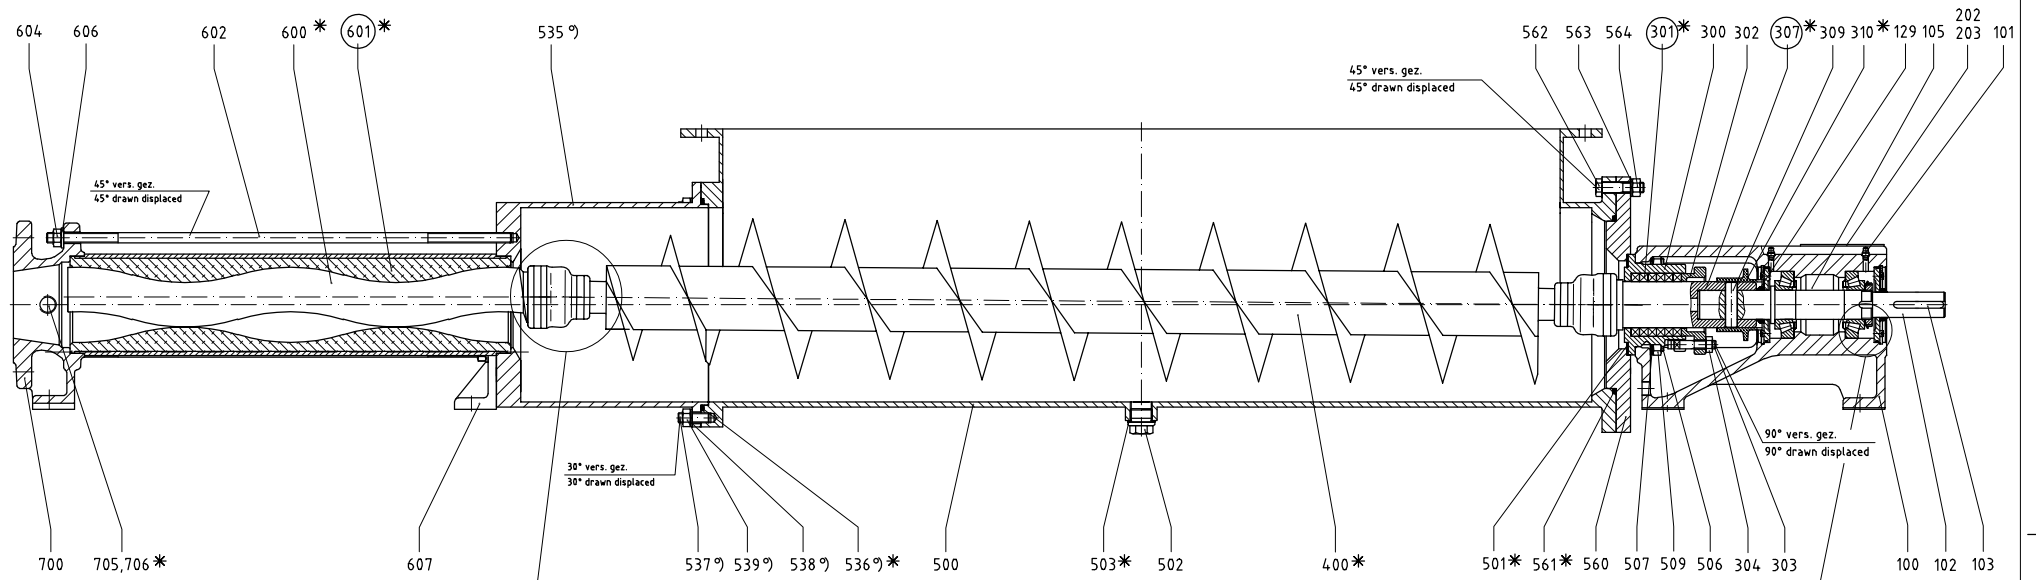 202
604 606 602 600 * 601 * 535 °) 562 563 564 301 * 300 302 307 * 309 310 * 129 105 203 101
45° vers. gez.
45° drawn displaced
45° vers. gez.
45° drawn displaced
90° vers. gez.
90° drawn displaced
30° vers. gez.
30° drawn displaced
700 705,706 * 607 537 °) 539 °) 538 °) 536 °) * 500 503 * 502 400 * 501 * 561 * 560 507 509 506 304 303 100 102 103